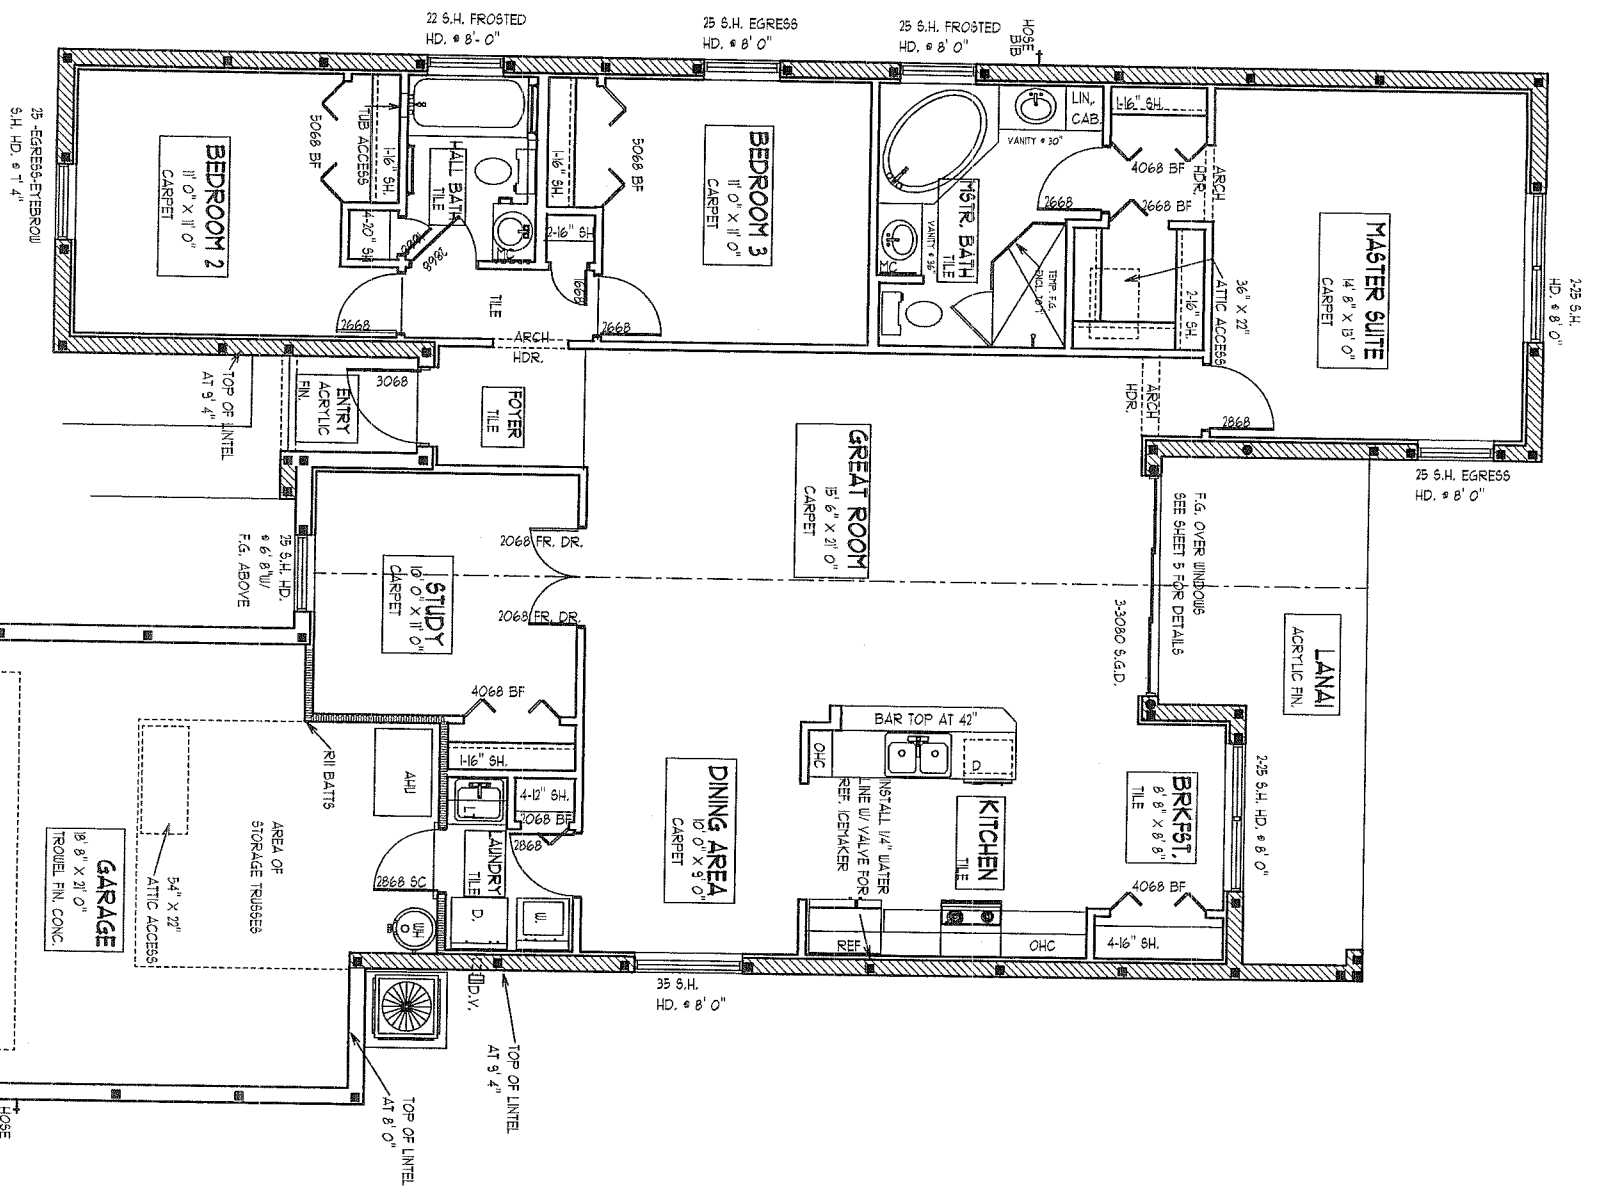 22 S.H. FROSTED
HD. @ 8'- 0"
25 S.H. EGRESS
HD. @ 8' 0"
25 S.H. FROSTED
HD. @ 8' 0"
HOSE
BIB
25 -EGRESS-EYEBROW
S.H. HD. @ 7' 4"
BEDROOM 2
11' 0" X 11' 0"
CARPET
5068 BF
TUB ACCESS
1-16" SH.
HALL BATH
TILE
4-20" SH
2868
MC
1-16" SH.
2-16" SH
1668
5068 BF
BEDROOM 3
11' 0" X 11' 0"
CARPET
2668
TILE
2668
ARCH
HDR.
LIN.
CAB.
VANITY @ 30"
MSTR. BATH
TILE
VANITY @ 36"
MC
TEMP. F.G.
2668
1-16" SH.
4068 BF
ARCH
HDR.
2668 BF
2-16" SH.
36" X 22"
ATTIC ACCESS
MASTER SUITE
14' 8" X 13' 0"
CARPET
2-25 S.H.
HD. @ 8' 0"
2868
ARCH
HDR.
25 S.H. EGRESS
HD. @ 8' 0"
TOP OF LINTEL
AT 9' 4"
3068
ENTRY
ACRYLIC
FIN.
FOYER
TILE
GREAT ROOM
15' 6" X 21' 0"
CARPET
F.G. OVER WINDOWS
SEE SHEET 5 FOR DETAILS
3-3080 S.G.D.
LANAI
ACRYLIC FIN.
25 S.H. HD.
@ 6' 8" W/
F.G. ABOVE
STUDY
10' 0" X 11' 0"
CARPET
2068 FR. DR.
2068 FR. DR.
4068 BF
1-16" SH.
R11 BATTS
AHU
LT
4-12" SH.
2068 BF
2868
LAUNDRY
TILE
2868 SC
D.
W.
WH
DINING AREA
10' 0" X 9' 0"
CARPET
BAR TOP AT 42"
OHC
D
INSTALL 1/4" WATER
LINE W/ VALVE FOR
REF. ICEMAKER
KITCHEN
TILE
REF
OHC
BRKFST.
8' 8" X 8' 8"
TILE
4068 BF
4-16" SH.
2-25 S.H. HD. @ 8' 0"
AREA OF
STORAGE TRUSSES
54" X 22"
ATTIC ACCESS
GARAGE
18' 8" X 21' 0"
TROWEL FIN. CONC.
D.V.
35 S.H.
HD. @ 8' 0"
TOP OF LINTEL
AT 9' 4"
TOP OF LINTEL
AT 8' 0"
HOSE